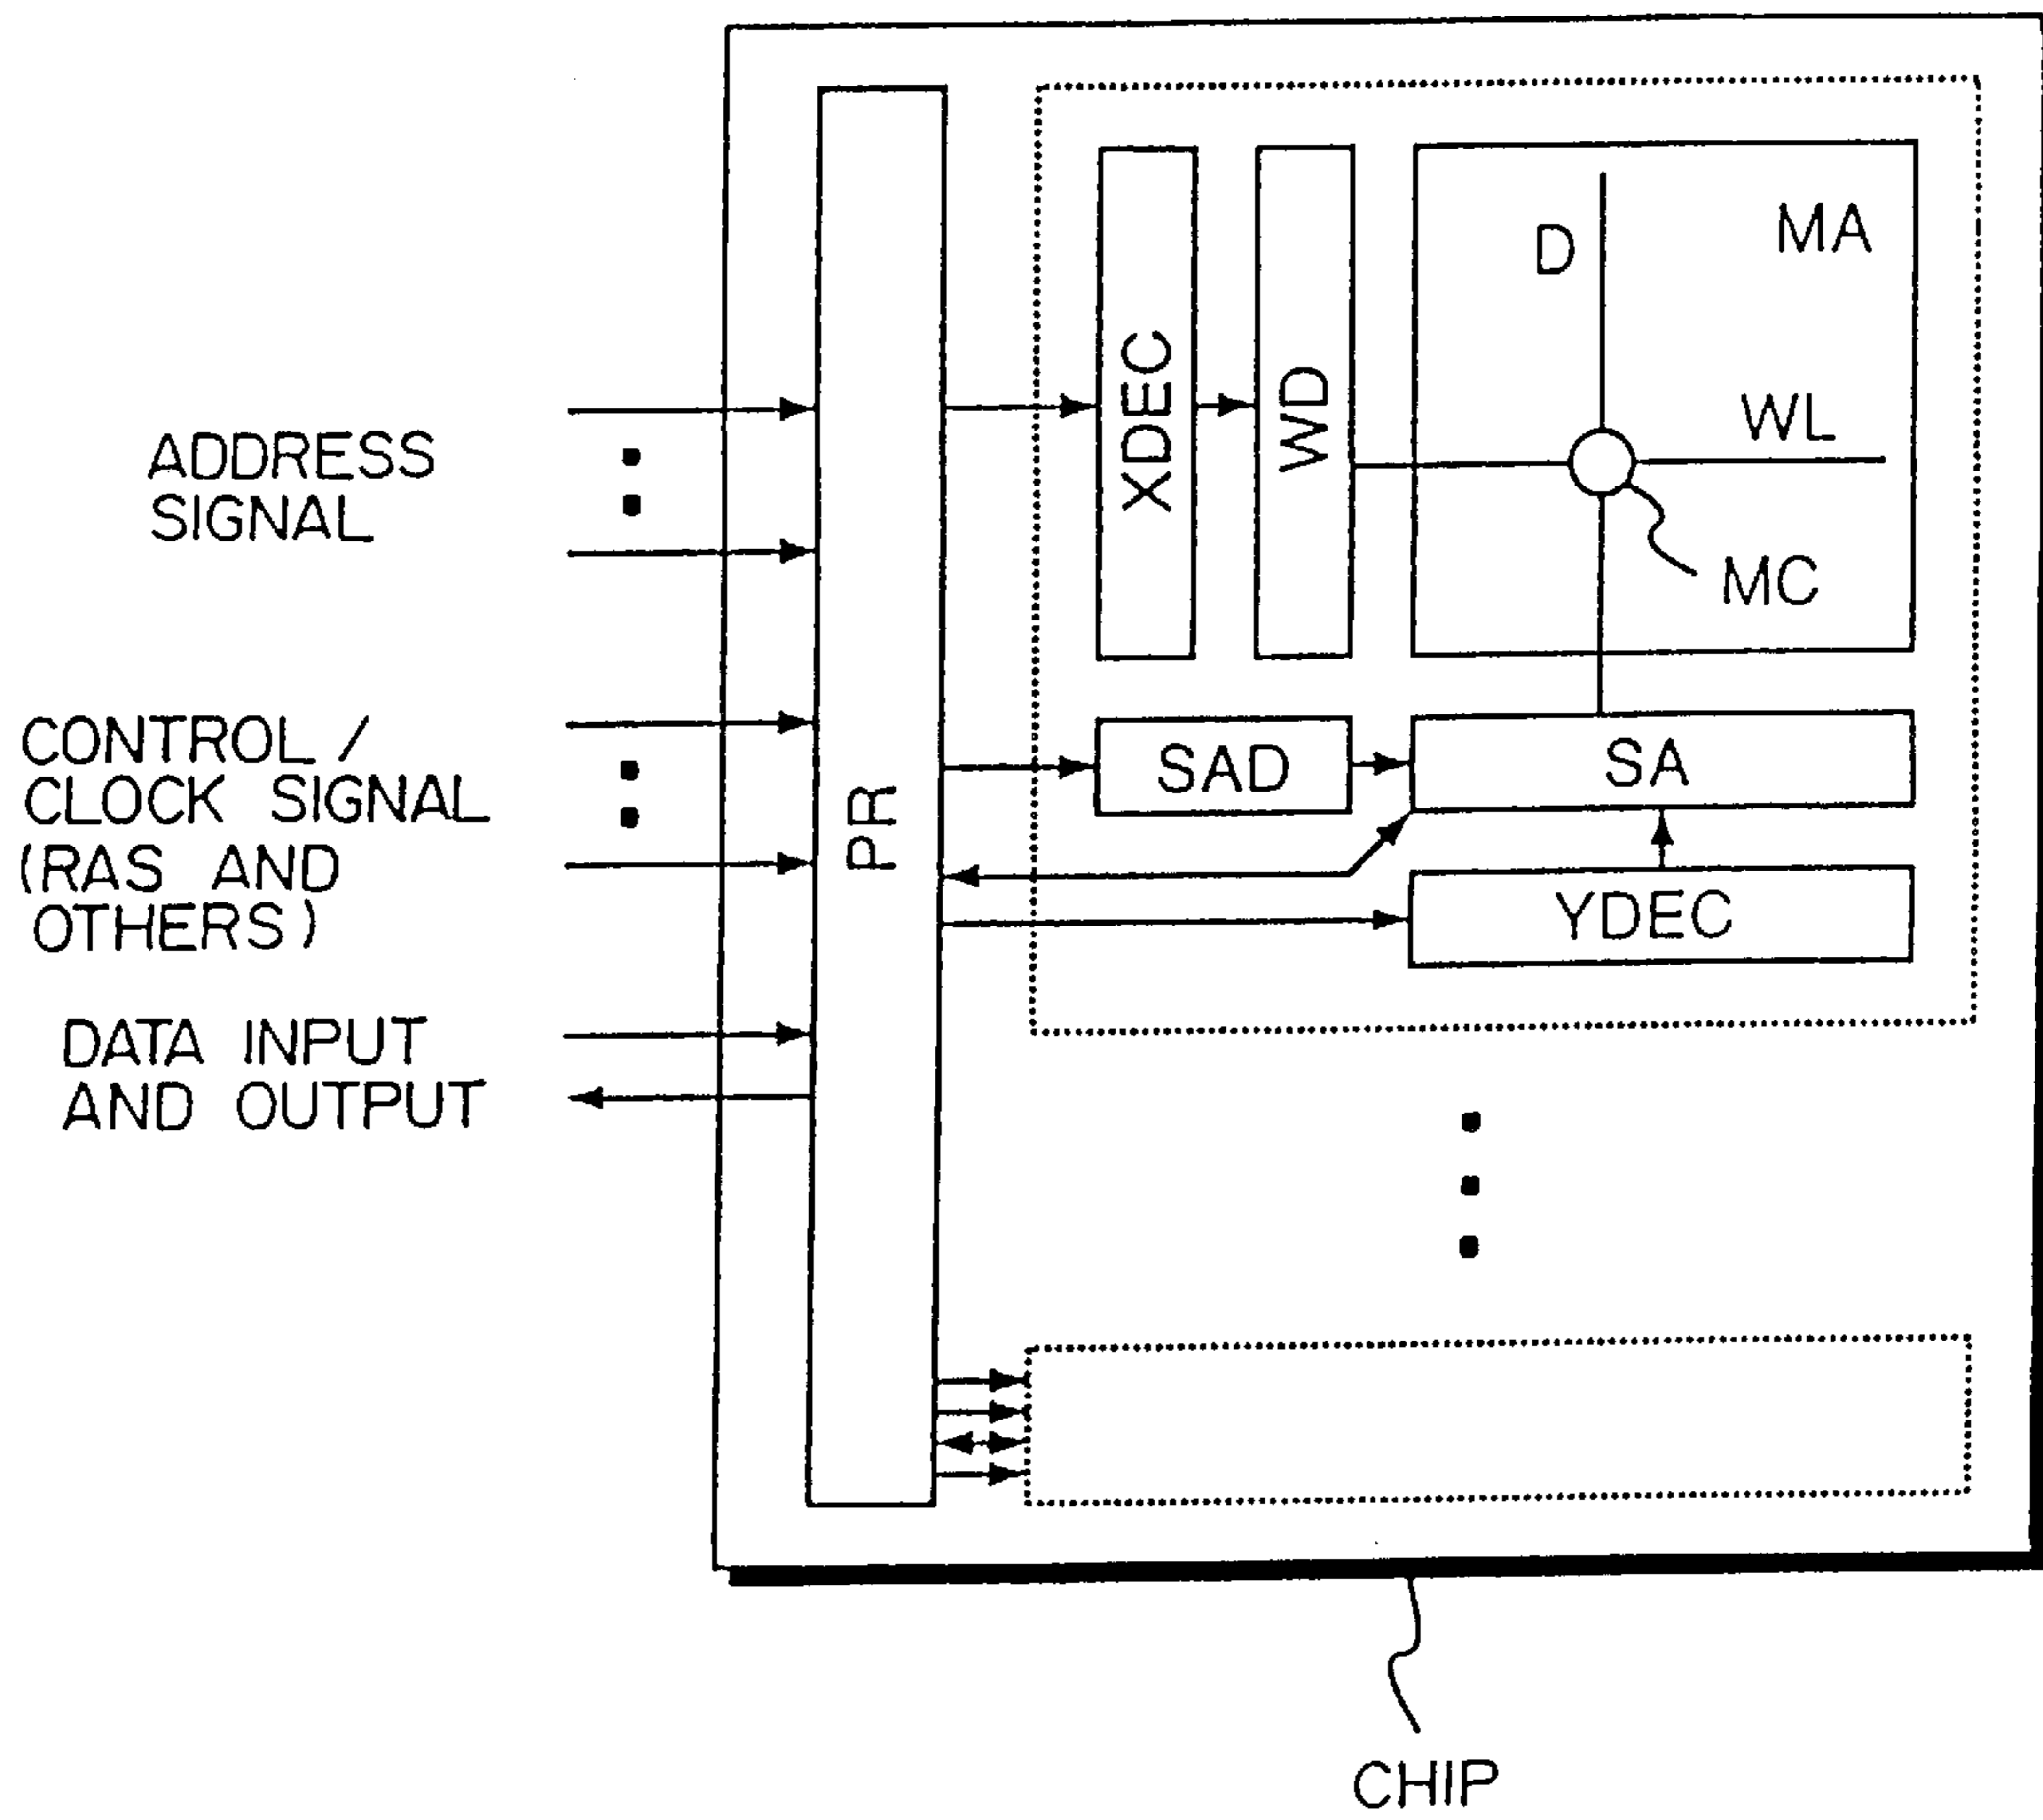 ADDRESS
SIGNAL
CONTROL /
CLOCK SIGNAL
(RAS AND
OTHERS)
DATA INPUT
AND OUTPUT
PR
XDEC
WD
D
MA
WL
MC
SAD
SA
YDEC
CHIP